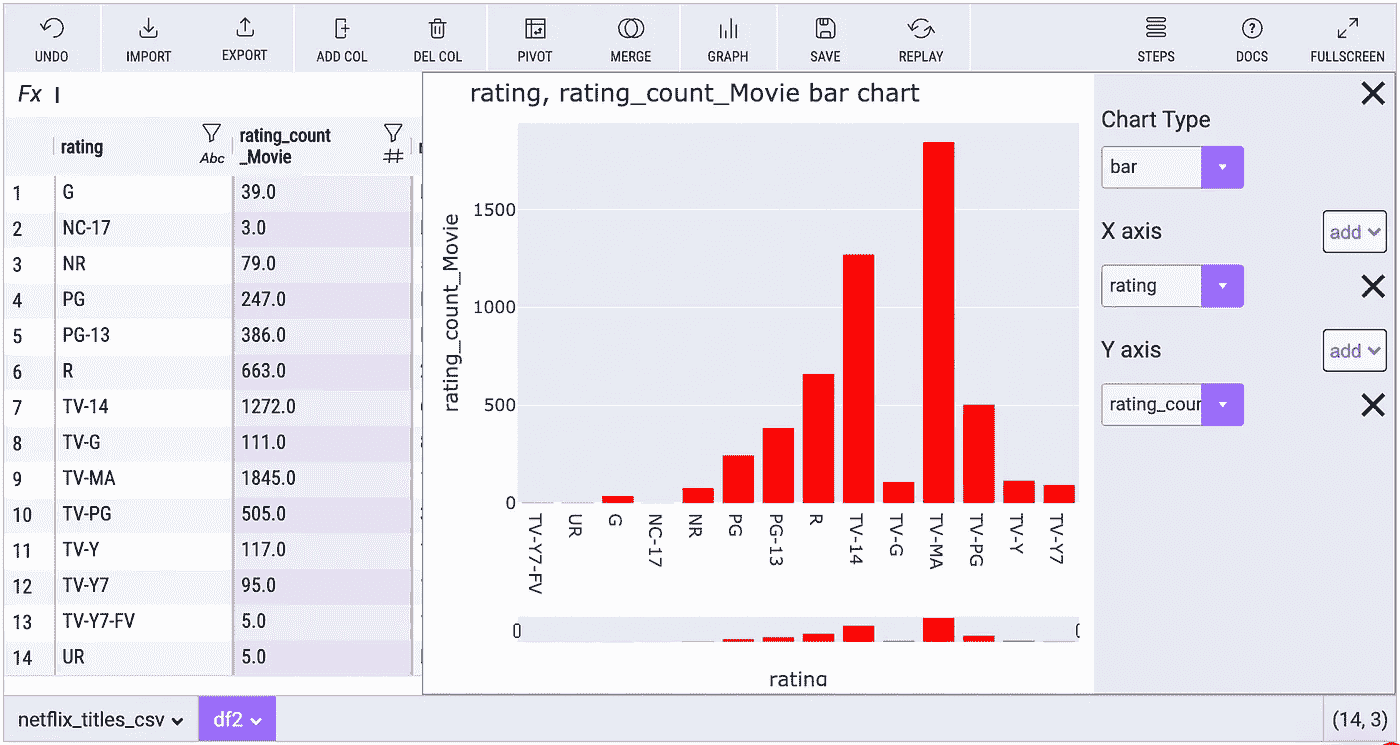 UNDO IMPORT EXPORT ADD COL DEL COL PIVOT MERGE GRAPH SAVE REPLAY STEPS DOCS FULLSCREEN
Fx
rating Abc rating_count
_Movie ##
1 G 39.0
2 NC-17 3.0
3 NR 79.0
4 PG 247.0
5 PG-13 386.0
6 R 663.0
7 TV-14 1272.0
8 TV-G 111.0
9 TV-MA 1845.0
10 TV-PG 505.0
11 TV-Y 117.0
12 TV-Y7 95.0
13 TV-Y7-FV 5.0
14 UR 5.0
rating, rating_count_Movie bar chart
rating_count_Movie
1500
1000
500
0
TV-Y7-FV UR G NC-17 NR PG PG-13 R TV-14 TV-G TV-MA TV-PG TV-Y TV-Y7
rating
Chart Type
bar
X axis add
rating
Y axis add
rating_cour
netflix_titles_csv df2 (14, 3)